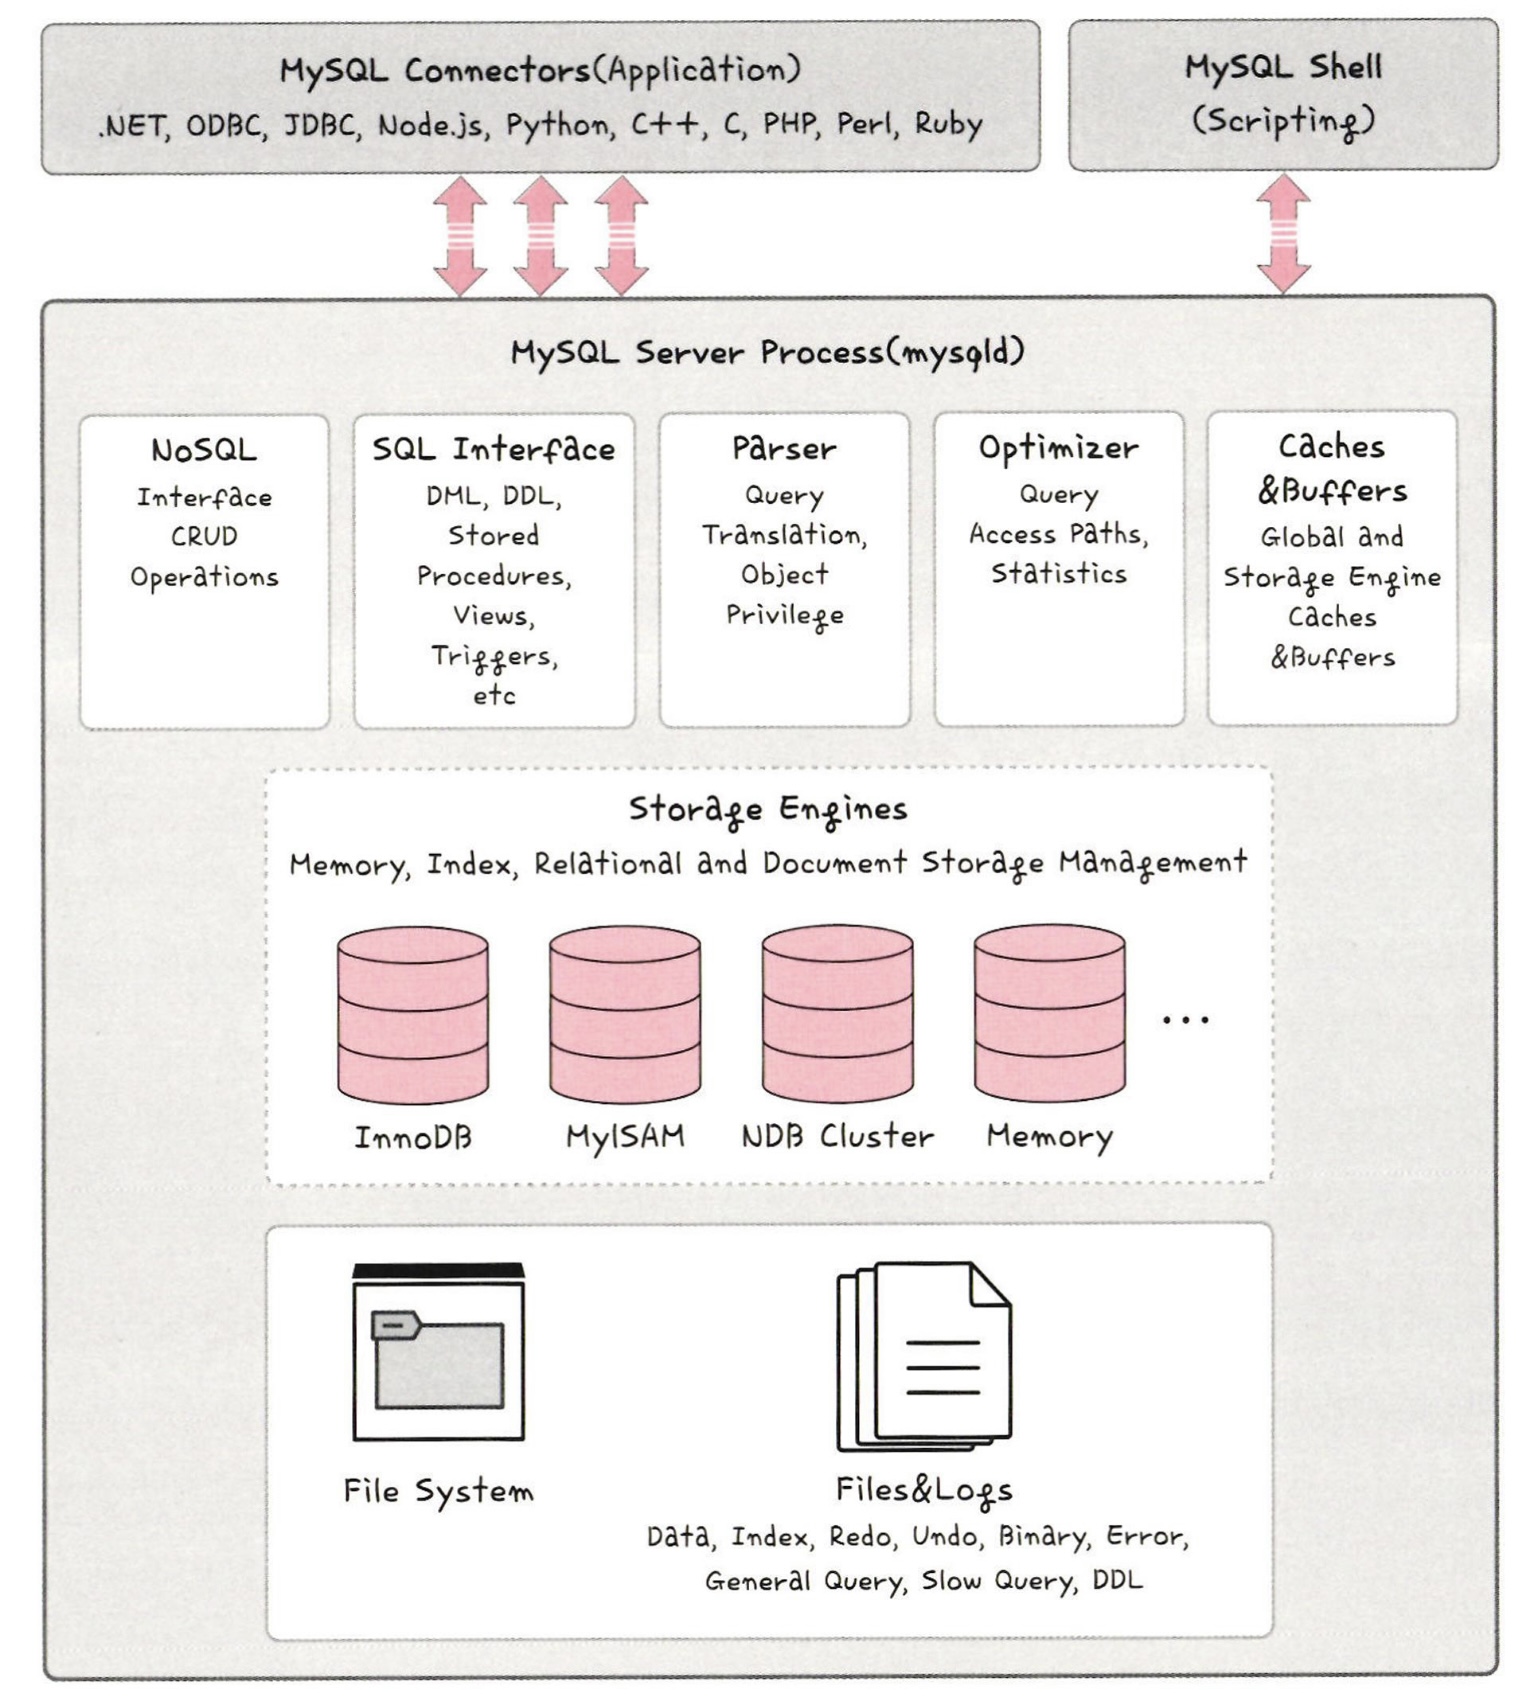 MySQL Connectors(Application)
.NET, ODBC, JDBC, Node.js, Python, C++, C, PHP, Perl, Ruby
MySQL Shell
(Scripting)
MySQL Server Process(mysqld)
NoSQL
Interface
CRUD
Operations
SQL Interface
DML, DDL,
Stored
Procedures,
Views,
Triggers,
etc
Parser
Query
Translation,
Object
Privilege
Optimizer
Query
Access Paths,
Statistics
Caches
&Buffers
Global and
Storage Engine
Caches
&Buffers
Storage Engines
Memory, Index, Relational and Document Storage Management
...
InnoDB
MyISAM
NDB Cluster
Memory
File System
Files&Logs
Data, Index, Redo, Undo, Binary, Error,
General Query, Slow Query, DDL